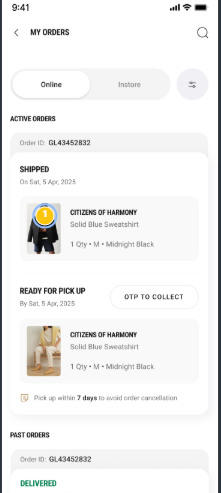 9:41
MY ORDERS
Online
Instore
ACTIVE ORDERS
Order ID: GL43452832
SHIPPED
On Sat, 5 Apr, 2025
1
CITIZENS OF HARMONY
Solid Blue Sweatshirt
1 Qty • M • Midnight Black
READY FOR PICK UP
By Sat, 5 Apr, 2025
OTP TO COLLECT
CITIZENS OF HARMONY
Solid Blue Sweatshirt
1 Qty • M • Midnight Black
Pick up within 7 days to avoid order cancellation
PAST ORDERS
Order ID: GL43452832
DELIVERED